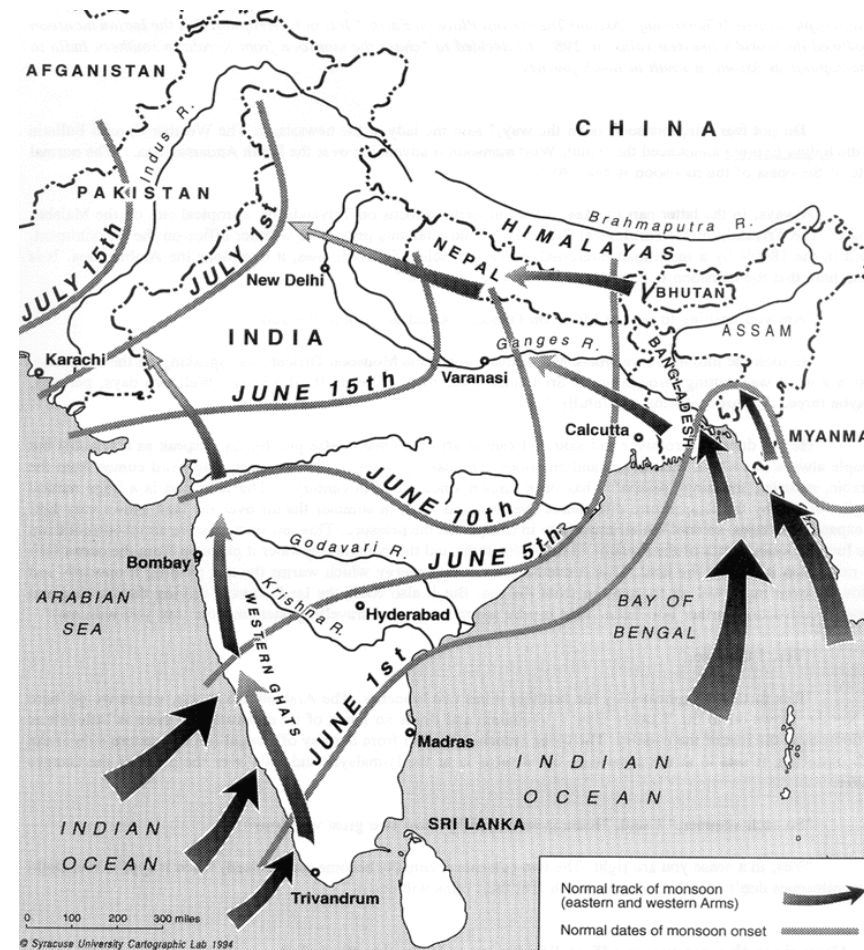 AFGANISTAN
CHINA
Indus R.
PAKISTAN
JULY 15th
JULY 1st
HIMALAYAS
Brahmaputra R.
NEPAL
New Delhi
BHUTAN
ASSAM
INDIA
Ganges R.
BANGLADESH
Karachi
Varanasi
JUNE 15th
Calcutta
MYANMA
JUNE 10th
Godavari R.
JUNE 5th
Bombay
ARABIAN
SEA
WESTERN GHATS
Krishna R.
Hyderabad
BAY OF
BENGAL
JUNE 1st
Madras
INDIAN
OCEAN
INDIAN
OCEAN
SRI LANKA
Trivandrum
Normal track of monsoon
(eastern and western Arms)
Normal dates of monsoon onset
0 100 200 300 miles
© Syracuse University Cartographic Lab 1994